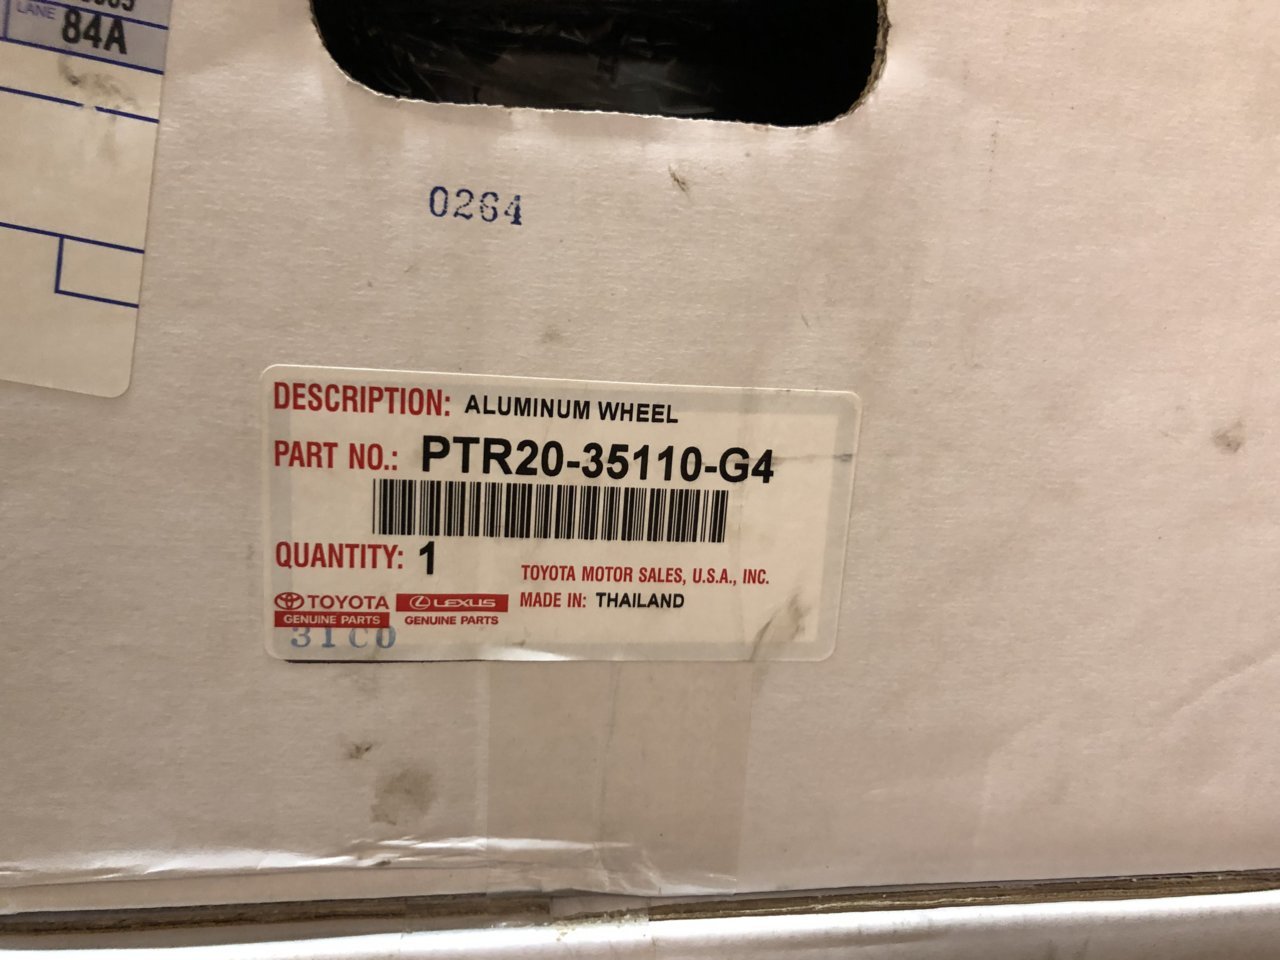 LANE
84A
0264
DESCRIPTION: ALUMINUM WHEEL
PART NO.: PTR20-35110-G4
QUANTITY: 1
TOYOTA MOTOR SALES, U.S.A., INC.
MADE IN: THAILAND
TOYOTA
GENUINE PARTS
LEXUS
GENUINE PARTS
31C0